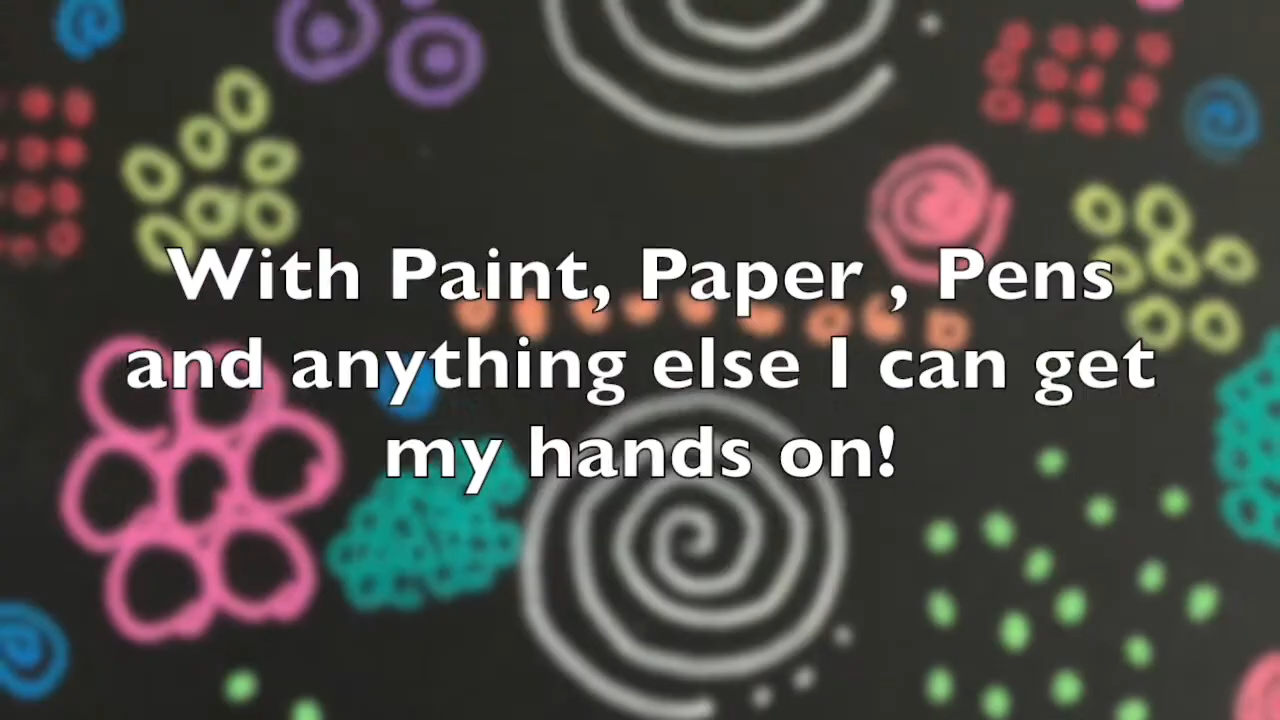 With Paint, Paper , Pens
and anything else I can get
my hands on!